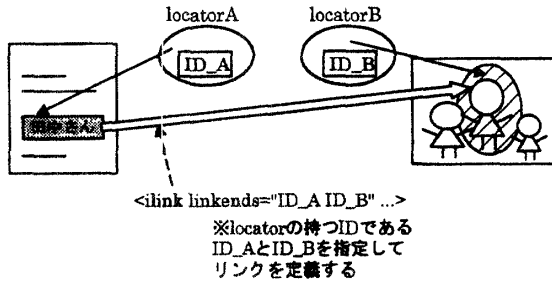 locatorA
locatorB
ID_A
ID_B
<ilink linkends="ID_A ID_B" ...>
※locatorの持つIDである
ID_AとID_Bを指定して
リンクを定義する